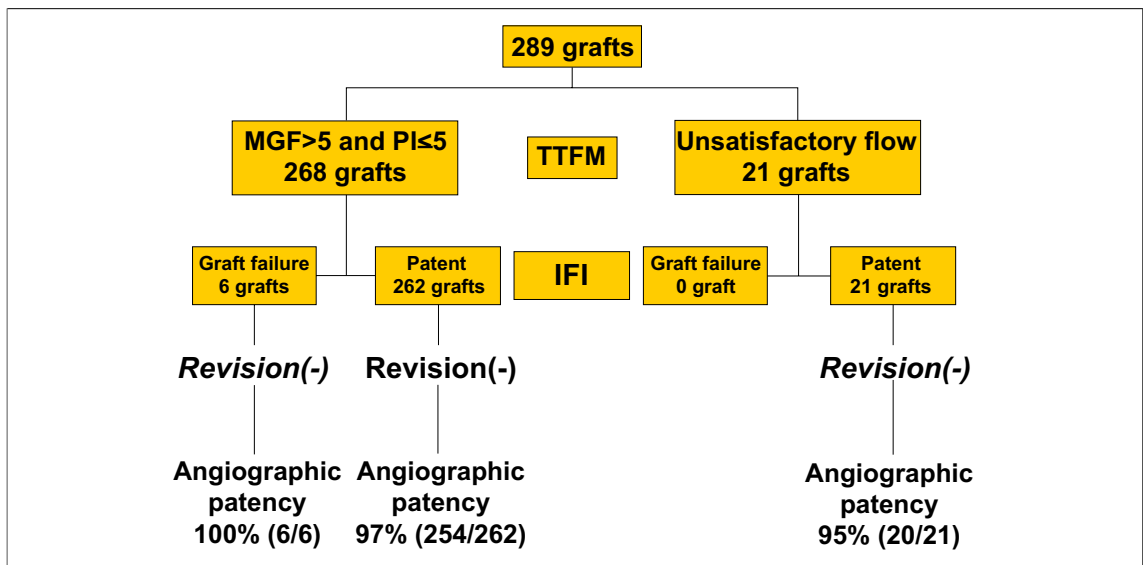 289 grafts
MGF>5 and PI≤5
268 grafts
TTFM
Unsatisfactory flow
21 grafts
Graft failure
6 grafts
Patent
262 grafts
IFI
Graft failure
0 graft
Patent
21 grafts
Revision(-)
Revision(-)
Revision(-)
Angiographic
patency
100% (6/6)
Angiographic
patency
97% (254/262)
Angiographic
patency
95% (20/21)